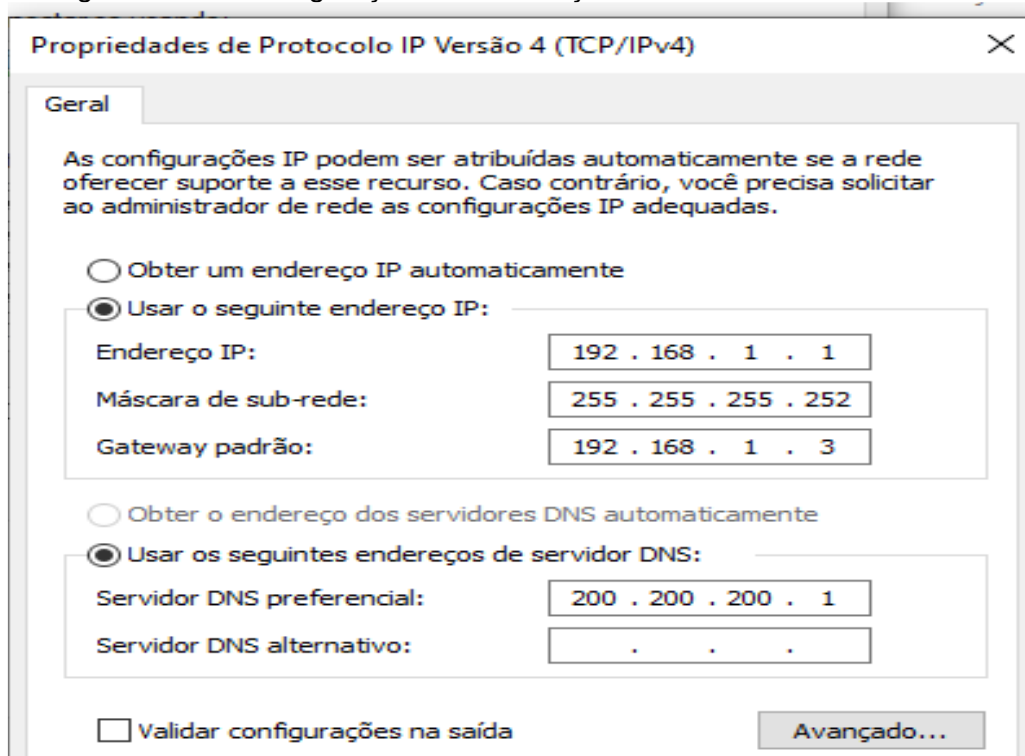 Propriedades de Protocolo IP Versão 4 (TCP/IPv4)
Geral
As configurações IP podem ser atribuídas automaticamente se a rede
oferecer suporte a esse recurso. Caso contrário, você precisa solicitar
ao administrador de rede as configurações IP adequadas.
Obter um endereço IP automaticamente
Usar o seguinte endereço IP:
Endereço IP: 192 . 168 . 1 . 1
Máscara de sub-rede: 255 . 255 . 255 . 252
Gateway padrão: 192 . 168 . 1 . 3
Obter o endereço dos servidores DNS automaticamente
Usar os seguintes endereços de servidor DNS:
Servidor DNS preferencial: 200 . 200 . 200 . 1
Servidor DNS alternativo: . . .
Validar configurações na saída Avançado...